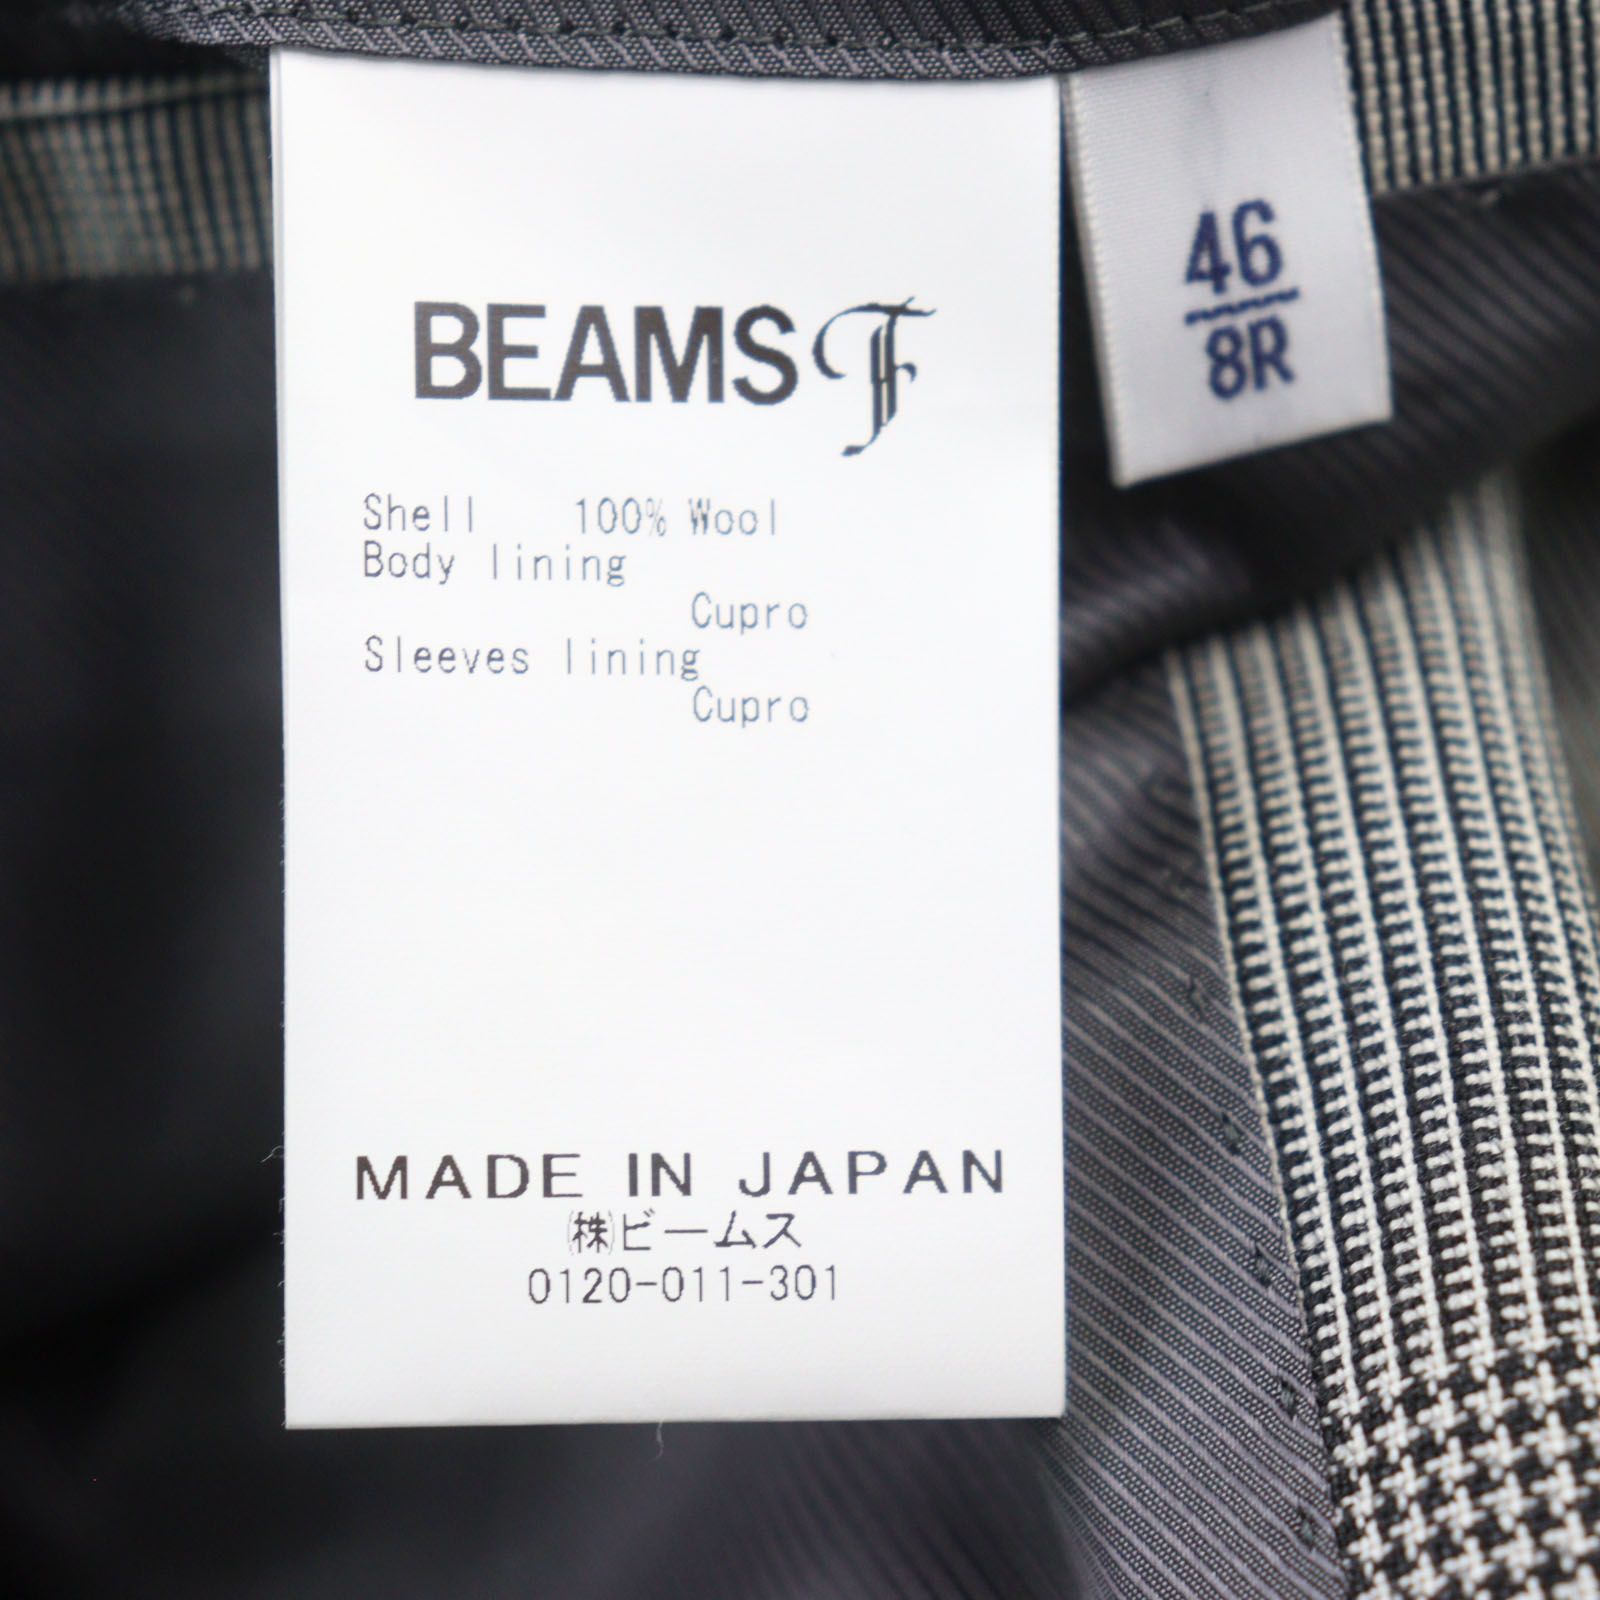 BEAMS F
Shell 100% Wool
Body lining
Cupro
Sleeves lining
Cupro
MADE IN JAPAN
㈱ビームス
0120-011-301
46
8R